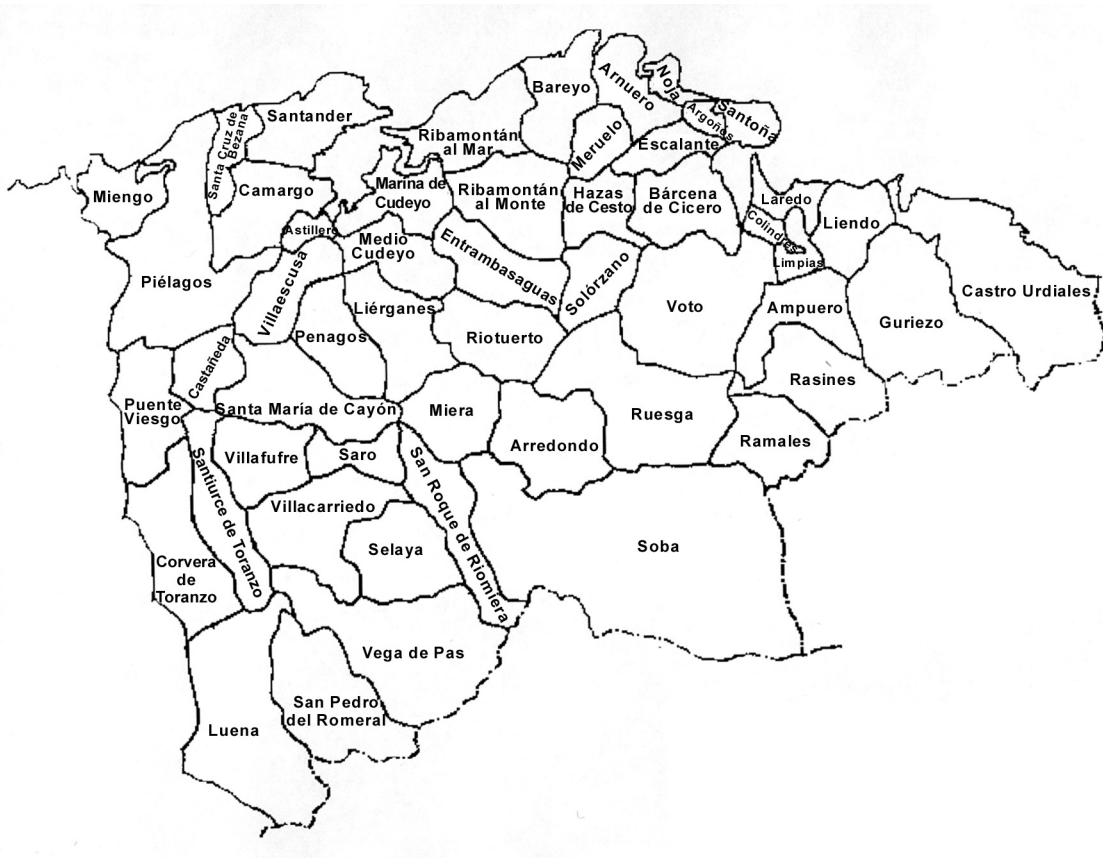 Bareyo
Arnuero
Noja
Santoña
Argoños
Santander
Santa Cruz de
Bezana
Ribamontán
al Mar
Meruelo
Escalante
Miengo
Camargo
Marina de
Cudeyo
Ribamontán
al Monte
Hazas
de Cesto
Bárcena
de Cicero
Laredo
Colindres
Liendo
Astillero
Medio
Cudeyo
Entrambasaguas
Solórzano
Limpias
Piélagos
Villaescusa
Liérganes
Voto
Ampuero
Guriezo
Castro Urdiales
Penagos
Riotuerto
Castañeda
Rasines
Puente
Viesgo
Santa María de Cayón
Miera
Arredondo
Ruesga
Ramales
Villafufre
Saro
San Roque de Riomiera
Santiurce de Toranzo
Villacarriedo
Selaya
Soba
Corvera
de
Toranzo
Vega de Pas
San Pedro
del Romeral
Luena